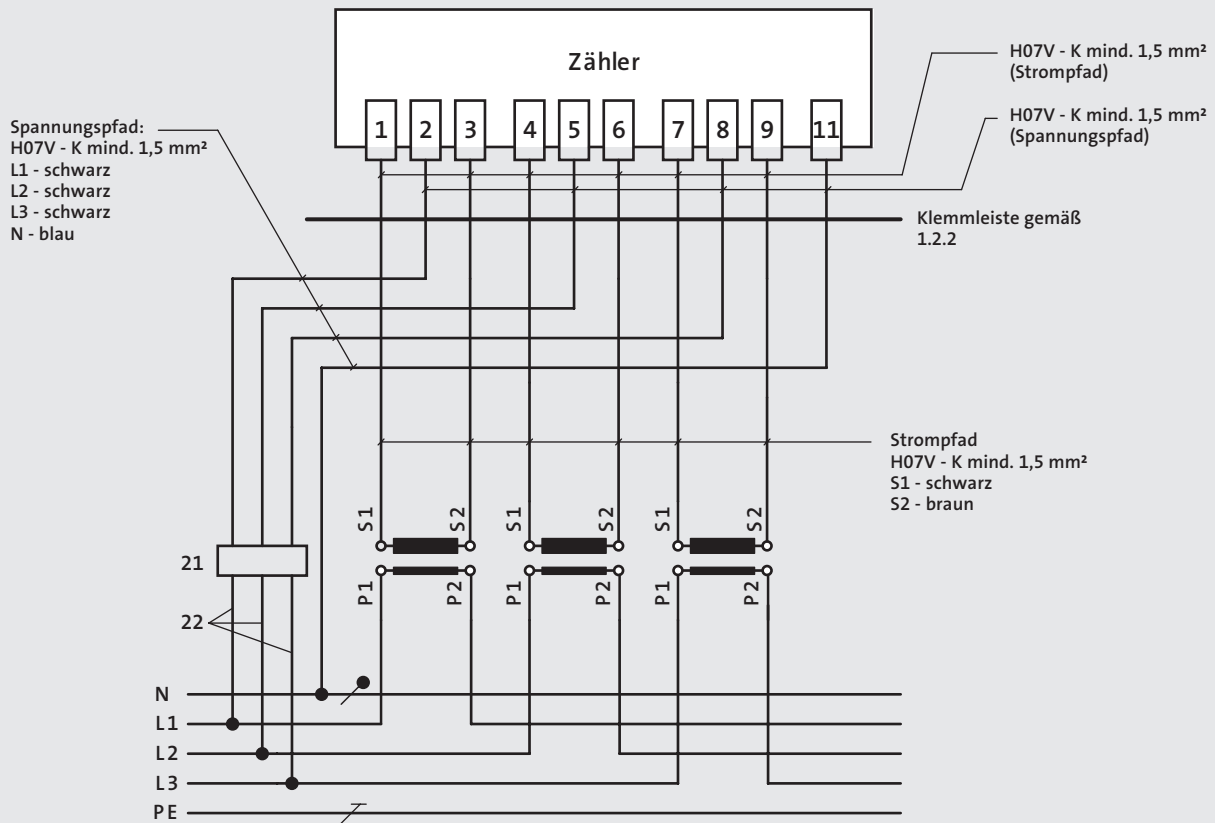 Zähler
1 2 3 4 5 6 7 8 9 11
H07V - K mind. 1,5 mm²
(Strompfad)
H07V - K mind. 1,5 mm²
(Spannungspfad)
Spannungspfad:
H07V - K mind. 1,5 mm²
L1 - schwarz
L2 - schwarz
L3 - schwarz
N - blau
Klemmleiste gemäß
1.2.2
Strompfad
H07V - K mind. 1,5 mm²
S1 - schwarz
S2 - braun
S1 S2 S1 S2 S1 S2
21
P1 P2 P1 P2 P1 P2
22
N
L1
L2
L3
PE